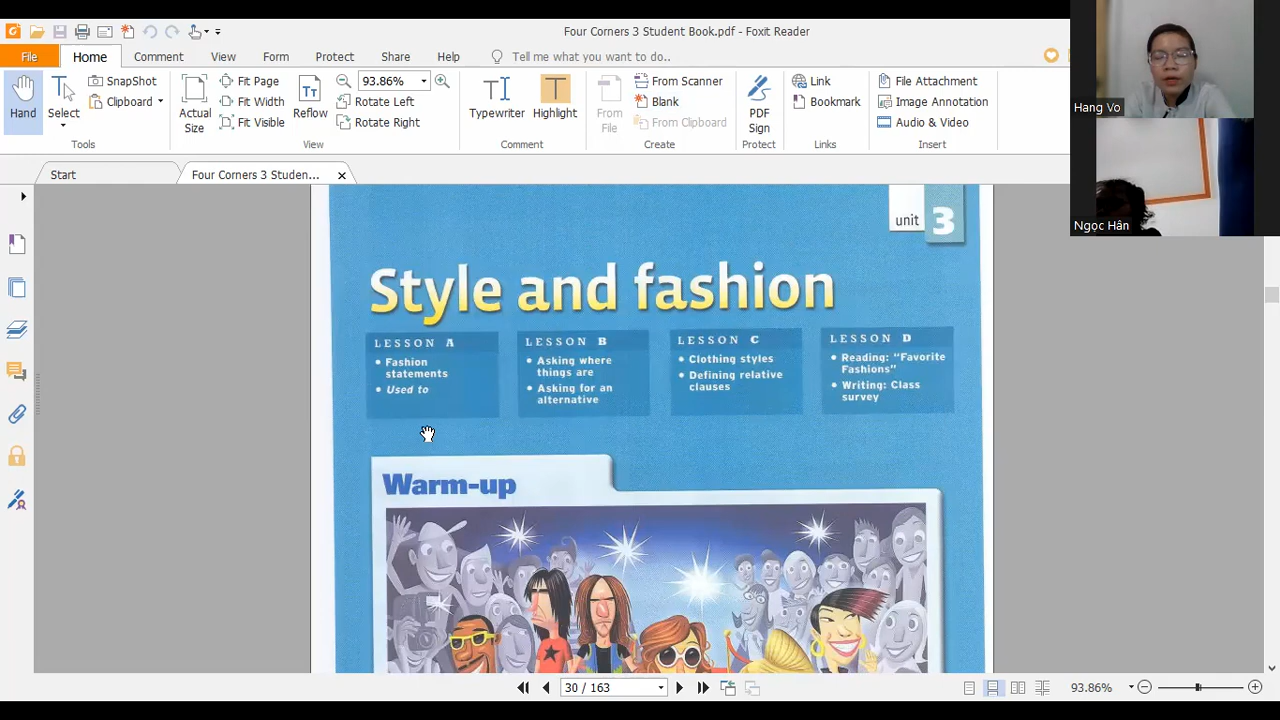 Four Corners 3 Student Book.pdf - Foxit Reader
File Home Comment View Form Protect Share Help Tell me what you want to do..
Hand
Select
SnapShot
Clipboard
Tools
Actual Size
Fit Page
Fit Width
Fit Visible
Reflow
93.86%
Rotate Left
Rotate Right
View
Typewriter
Highlight
Comment
From File
From Scanner
Blank
From Clipboard
Create
PDF Sign
Protect
Link
Bookmark
Links
File Attachment
Image Annotation
Audio & Video
Insert
Hang Vo
Ngọc Hân
Start
Four Corners 3 Studen...
unit 3
Style and fashion
LESSON A
• Fashion
statements
• Used to
LESSON B
• Asking where
things are
• Asking for an
alternative
LESSON C
• Clothing styles
• Defining relative
clauses
LESSON D
• Reading: “Favorite
Fashions”
• Writing: Class
survey
Warm-up
30 / 163
93.86%